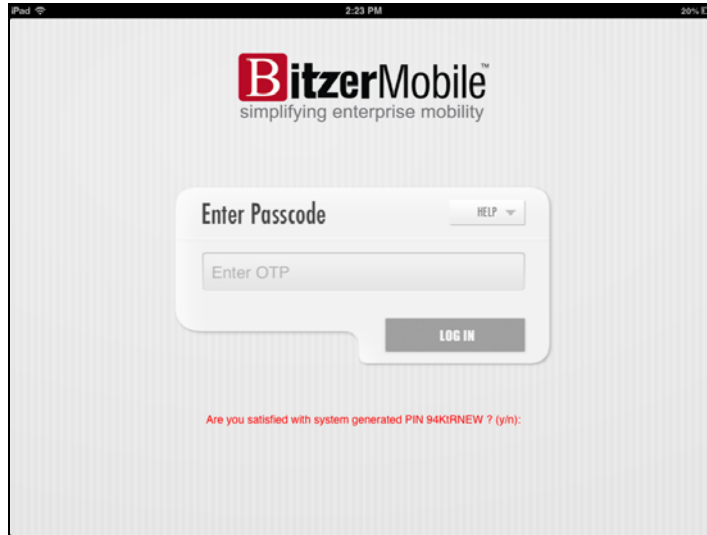 iPad 2:23 PM 20%
BitzerMobile™
simplifying enterprise mobility
Enter Passcode HELP
Enter OTP
LOG IN
Are you satisfied with system generated PIN 94KtRNEW ? (y/n):